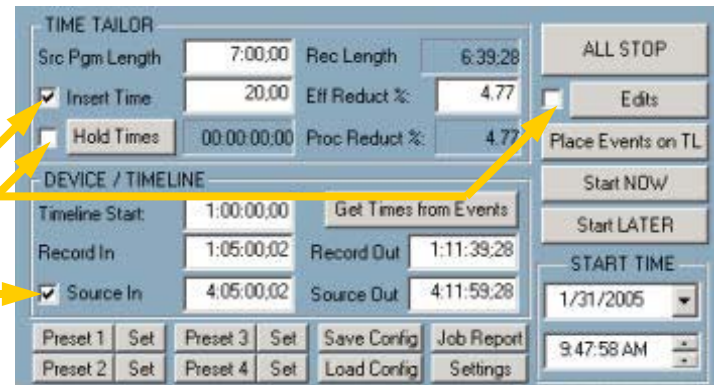 TIME TAILOR
Src Pgm Length 7:00;00 Rec Length 6:39;28
Insert Time 20;00 Eff Reduct %: 4.77
Hold Times 00:00:00;00 Proc Reduct %: 4.77
DEVICE / TIMELINE
Timeline Start: 1:00:00;00 Get Times from Events
Record In 1:05:00;02 Record Out 1:11:39;28
Source In 4:05:00;02 Source Out 4:11:59;28
Preset 1 Set Preset 3 Set Save Config Job Report
Preset 2 Set Preset 4 Set Load Config Settings
ALL STOP
Edits
Place Events on TL
Start NOW
Start LATER
START TIME
1/31/2005
9:47:58 AM